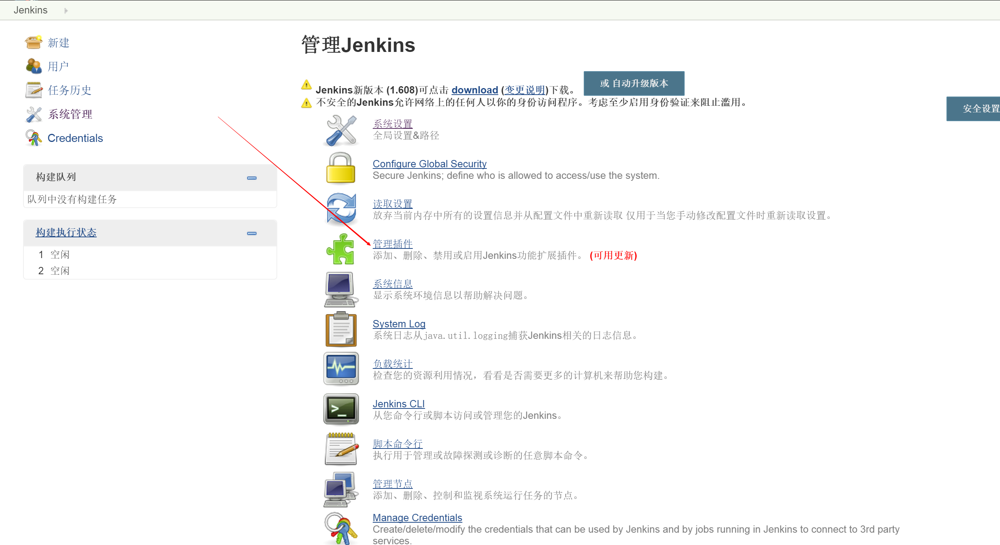 Jenkins
新建
用户
任务历史
系统管理
Credentials
构建队列
队列中没有构建任务
构建执行状态
1 空闲
2 空闲
管理Jenkins
Jenkins新版本 (1.608)可点击 download (变更说明)下载。
或 自动升级版本
不安全的Jenkins允许网络上的任何人以你的身份访问程序。考虑至少启用身份验证来阻止滥用。
安全设置
系统设置
全局设置&路径
Configure Global Security
Secure Jenkins; define who is allowed to access/use the system.
读取设置
放弃当前内存中所有的设置信息并从配置文件中重新读取 仅用于当您手动修改配置文件时重新读取设置。
管理插件
添加、删除、禁用或启用Jenkins功能扩展插件。 (可用更新)
系统信息
显示系统环境信息以帮助解决问题。
System Log
系统日志从java.util.logging捕获Jenkins相关的日志信息。
负载统计
检查您的资源利用情况，看看是否需要更多的计算机来帮助您构建。
Jenkins CLI
从您命令行或脚本访问或管理您的Jenkins。
脚本命令行
执行用于管理或故障探测或诊断的任意脚本命令。
管理节点
添加、删除、控制和监视系统运行任务的节点。
Manage Credentials
Create/delete/modify the credentials that can be used by Jenkins and by jobs running in Jenkins to connect to 3rd party
services.